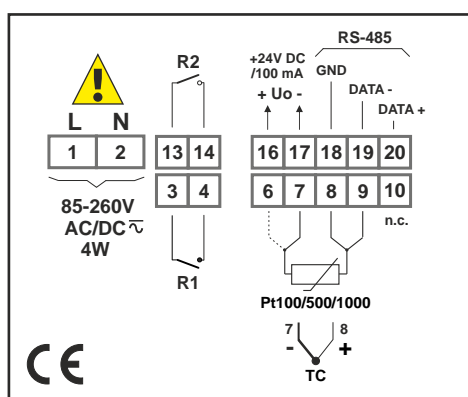 RS-485
+24V DC
/100 mA
GND
R2
+ Uo -
DATA -
DATA +
L N
1 2 13 14 16 17 18 19 20
3 4 6 7 8 9 10
n.c.
85-260V
AC/DC
4W
R1
Pt100/500/1000
7 8
- +
TC
CE